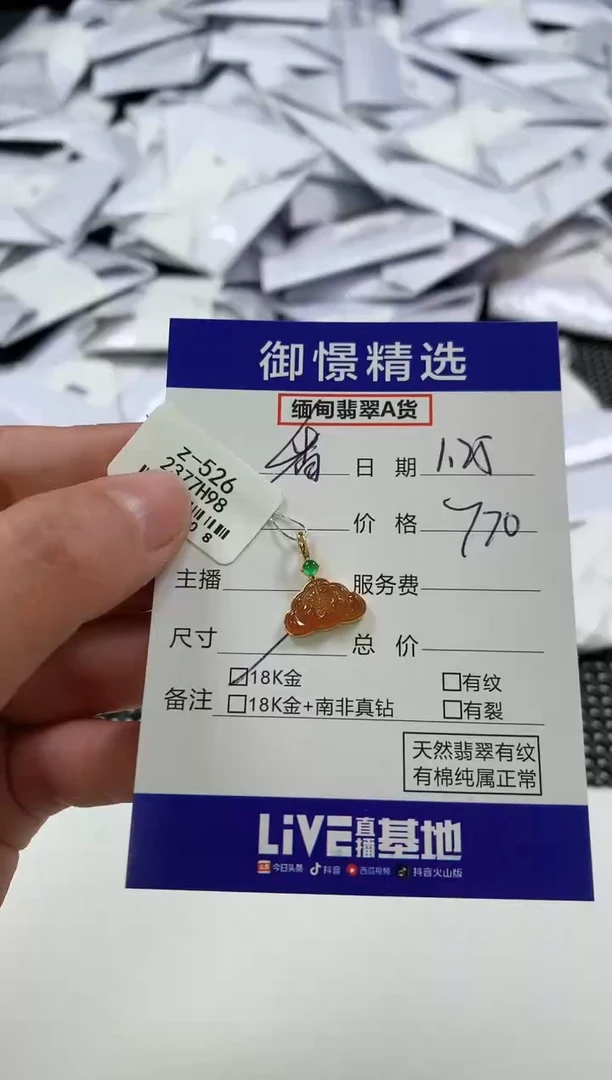 御憬精选
缅甸翡翠A货
Z-526
2377H98
日 期 1.25
价 格 770
主播
服务费
尺寸
总 价
备注
18K金
有纹
18K金+南非真钻
有裂
天然翡翠有纹
有棉纯属正常
LiVE直播基地
今日头条 抖音 西瓜视频 抖音火山版